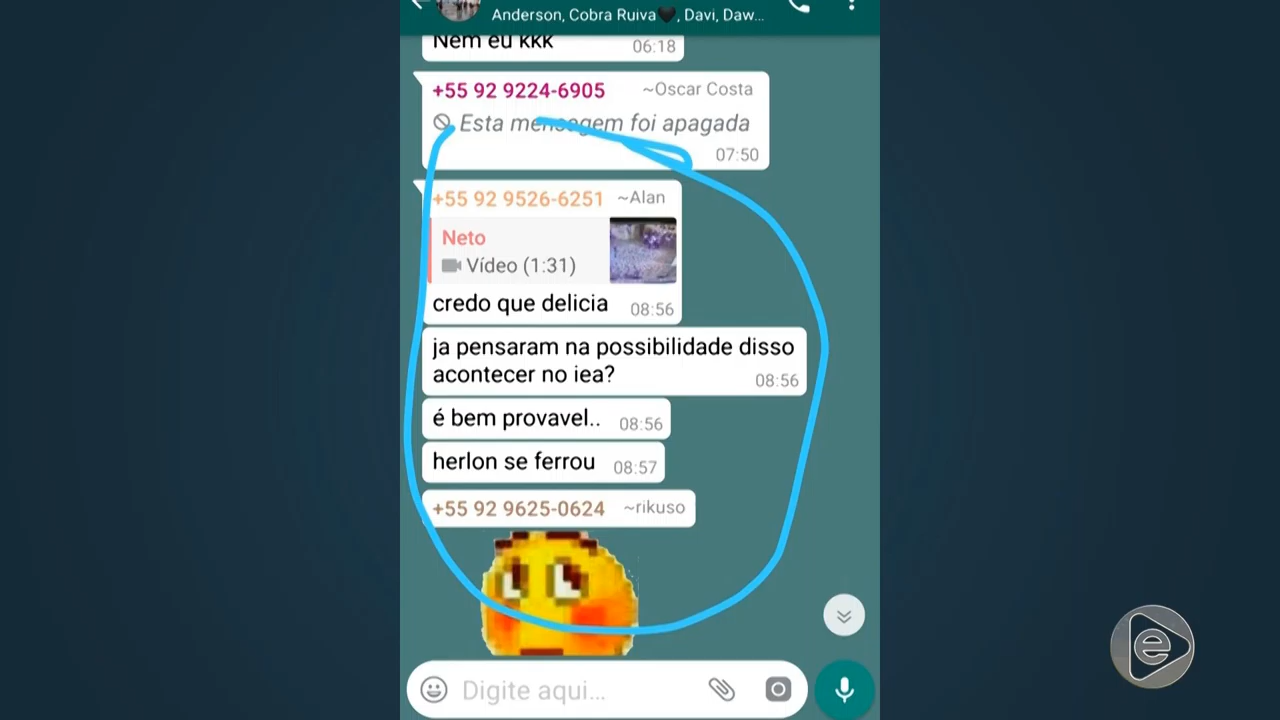 Anderson, Cobra Ruiva🖤, Davi, Daw...
Nem eu kkk 06:18
+55 92 9224-6905 ~Oscar Costa
Esta mensagem foi apagada
07:50
+55 92 9526-6251 ~Alan
Neto
Vídeo (1:31)
credo que delicia 08:56
ja pensaram na possibilidade disso
acontecer no iea? 08:56
é bem provavel.. 08:56
herlon se ferrou 08:57
+55 92 9625-0624 ~rikuso
Digite aqui...
e